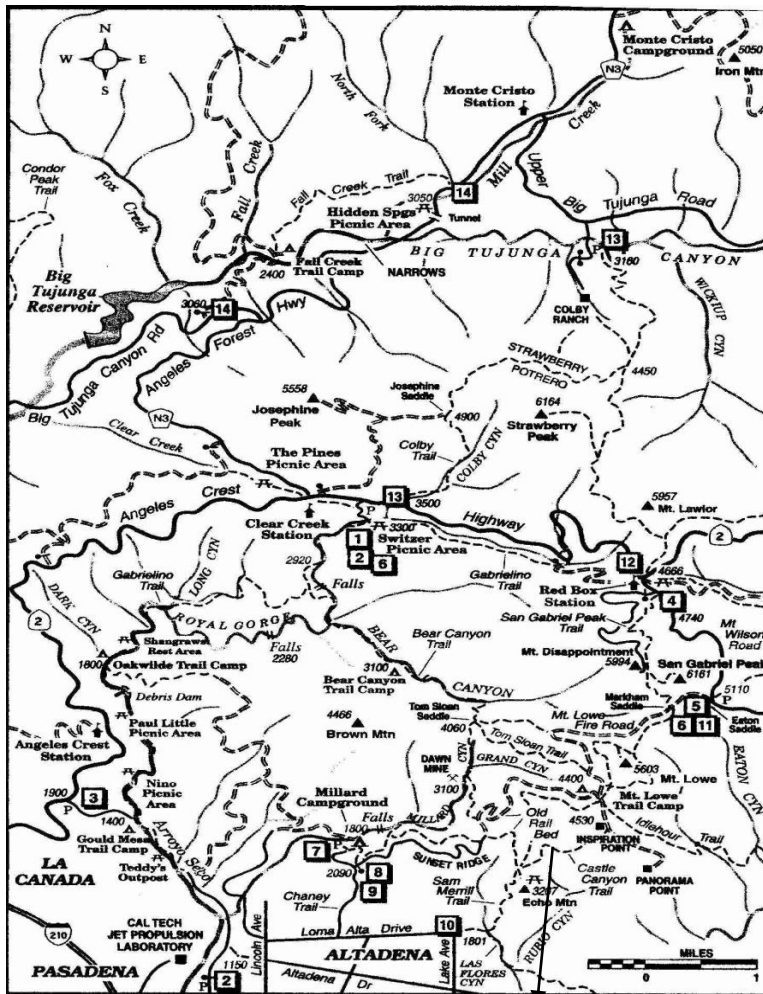 N
W
E
S
Monte Cristo
Campground
N3
5050
Iron Mtn
North
Fork
Monte Cristo
Station
Creek
Mill
Condor
Peak
Trail
Fox
Creek
Fall
Creek
Fall
Creek
Trail
14
3050
Hidden Spgs
Picnic Area
Tunnel
Upper
Big
Tujunga
Road
13
P
3160
BIG TUJUNGA
CANYON
Fall Creek
Trail Camp
2400
NARROWS
WICKIUP
CYN
Big
Tujunga
Reservoir
3060
14
COLBY
RANCH
Angeles
Forest
Hwy
Big
Tujunga
Canyon Rd
STRAWBERRY
POTRERO
4450
5558
Josephine
Peak
Josephine
Saddle
4900
6164
Strawberry
Peak
N3
Clear Creek
The Pines
Picnic Area
Colby
Trail
COLBY CYN
Angeles
Crest
13
3500
P
Highway
5957
Mt. Lawlor
2
Clear Creek
Station
3300
Switzer
Picnic Area
1
2
6
2920
Falls
12
4666
Red Box
Station
Gabrielino
Trail
4
4740
LONG CYN
Gabrielino
Trail
DARK CYN
2
ROYAL GORGE
Falls
2280
BEAR
CANYON
Bear Canyon
Trail
San Gabriel Peak
Trail
Mt
Wilson
Road
Shangrawa
Rest Area
1800
Oakwilde Trail Camp
3100
Bear Canyon
Trail Camp
Mt. Disappointment
5994
San Gabriel Peak
6161
5110
P
Debris Dam
Tom Sloan
Saddle
4060
Markham
Saddle
5
6
11
Eaton
Saddle
Mt. Lowe
Fire Road
Paul Little
Picnic Area
4466
Brown Mtn
Tom Sloan Trail
Angeles Crest
Station
DAWN
MINE
3100
CYN
GRAND CYN
4400
5603
Mt. Lowe
EATON
CYN
1900
P
3
Nino
Picnic
Area
Millard
Campground
1800
Falls
MILLARD
Mt. Lowe
Trail Camp
4530
1400
Gould Mesa
Trail Camp
Arroyo Seco
7
P
Old
Rail
Bed
INSPIRATION
POINT
Idlehour
Trail
LA
CANADA
Teddy's
Outpost
2090
8
9
SUNSET RIDGE
Castle
Canyon
Trail
PANORAMA
POINT
Chaney
Trail
Sam
Merrill
Trail
3207
Echo Mtn
RUBIO CYN
210
CAL TECH
JET PROPULSION
LABORATORY
Lincoln Ave
Loma Alta Drive
10
1801
ALTADENA
Lake Ave
LAS
FLORES
CYN
MILES
0
1
PASADENA
1150
P
2
Altadena
Dr